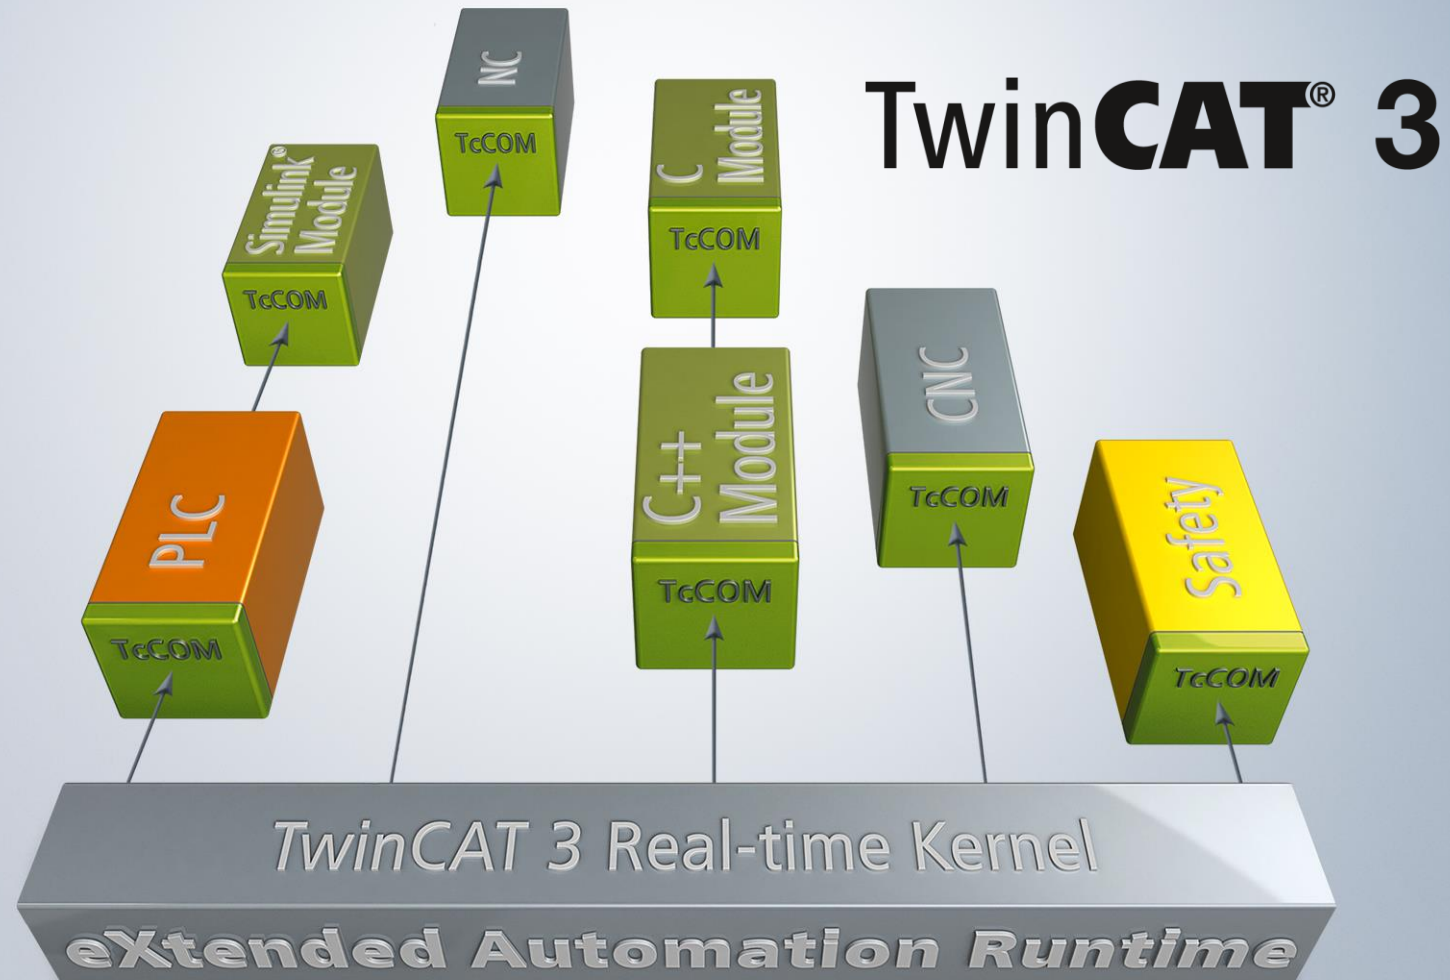 NC
TcCOM
C
Module
TcCOM
TwinCAT® 3
Simulink®
Module
TcCOM
CNC
TcCOM
C++
Module
TcCOM
PLC
TcCOM
Safety
TcCOM
TwinCAT 3 Real-time Kernel
eXtended Automation Runtime